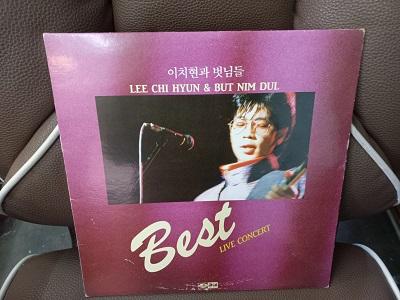 이치현과 벗님들
LEE CHI HYUN & BUT NIM DUL
Best
LIVE CONCERT